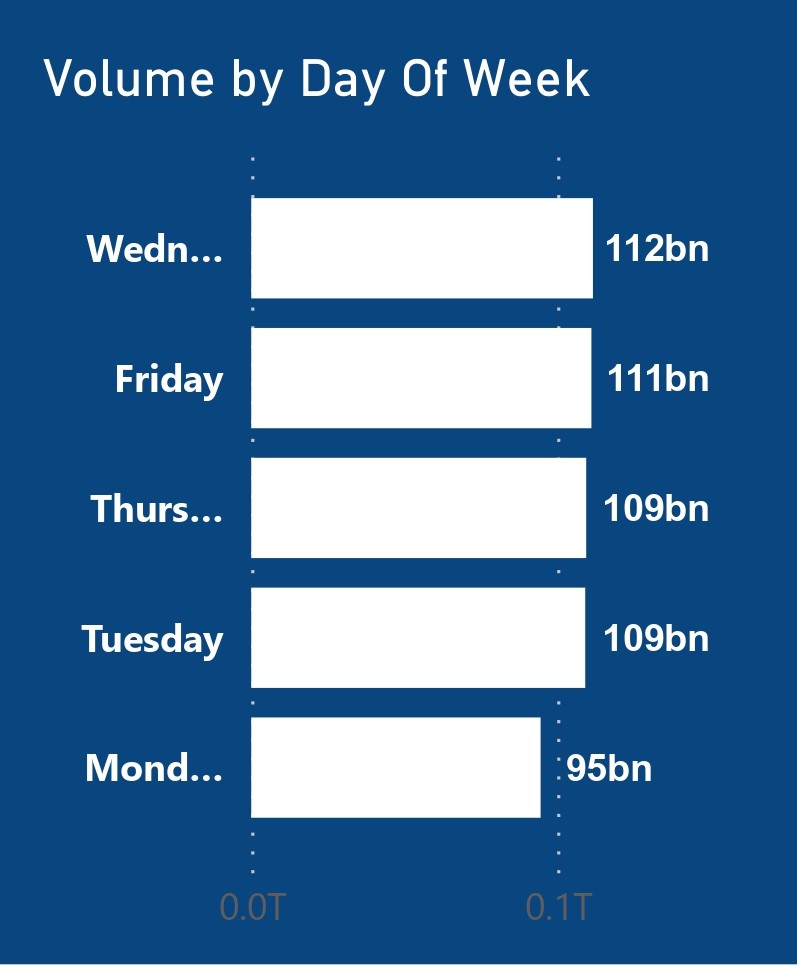 Volume by Day Of Week
Wedn... 112bn
Friday 111bn
Thurs... 109bn
Tuesday 109bn
Mond... 95bn
0.0T 0.1T